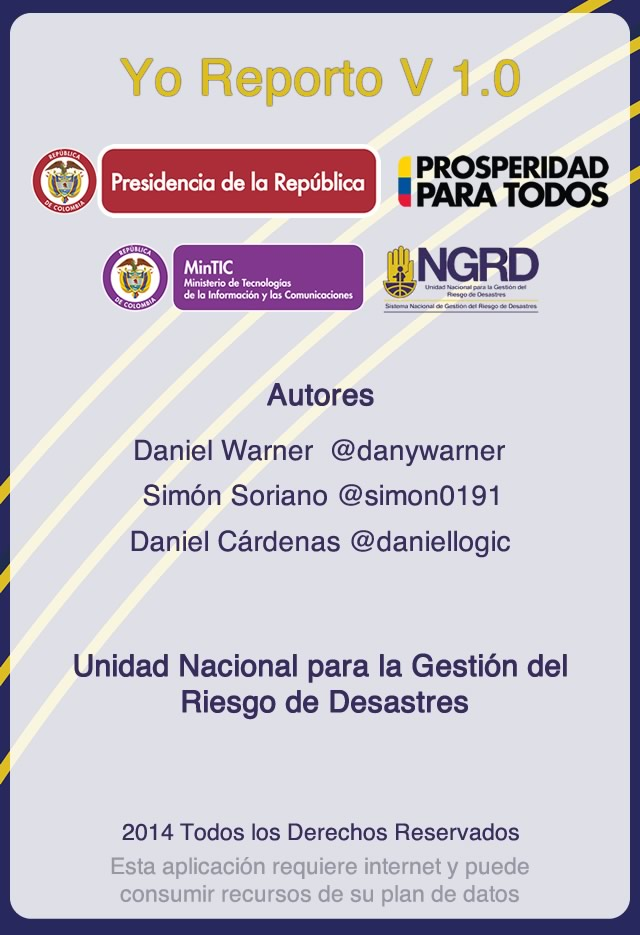 Yo Reporto V 1.0
REPÚBLICA
DE COLOMBIA
Presidencia de la República
PROSPERIDAD
PARA TODOS
REPÚBLICA
DE COLOMBIA
MinTIC
Ministerio de Tecnologías
de la Información y las Comunicaciones
NGRD
Unidad Nacional para la Gestión del
Riesgo de Desastres
Sistema Nacional de Gestión del Riesgo de Desastres
Autores
Daniel Warner @danywarner
Simón Soriano @simon0191
Daniel Cárdenas @daniellogic
Unidad Nacional para la Gestión del
Riesgo de Desastres
2014 Todos los Derechos Reservados
Esta aplicación requiere internet y puede
consumir recursos de su plan de datos